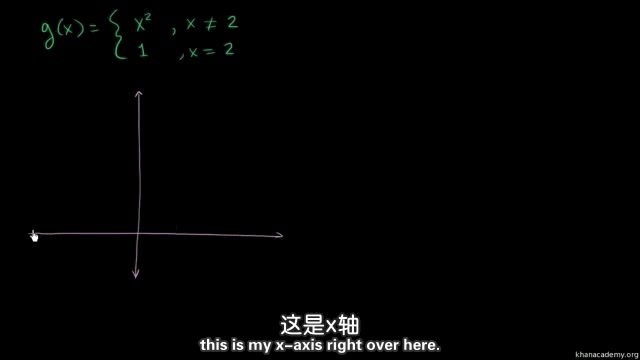 g(x) = { x² , x ≠ 2
1 , x = 2
这是x轴
this is my x-axis right over here.
khanacademy.org